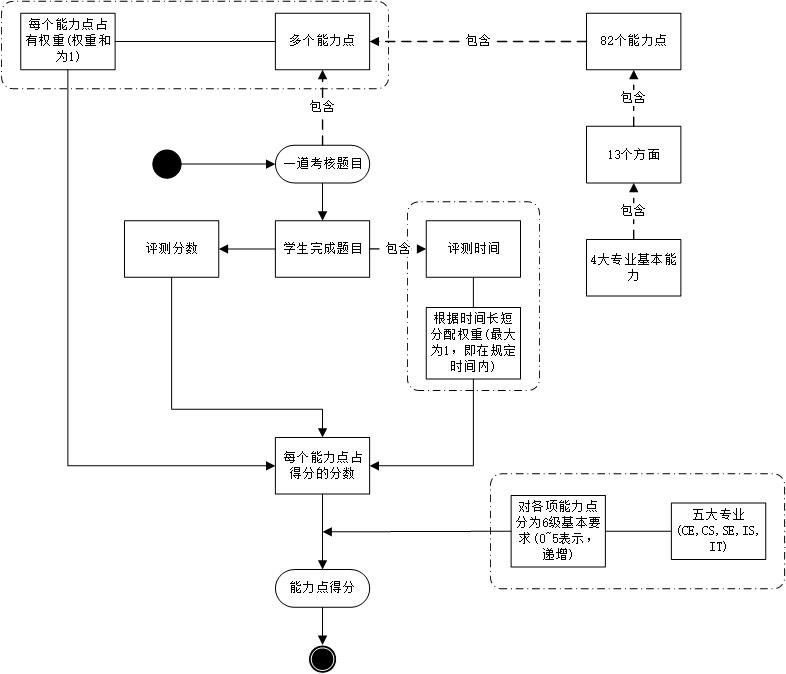 每个能力点占
有权重(权重和
为1)
多个能力点
包含
82个能力点
包含
包含
一道考核题目
13个方面
包含
评测分数
学生完成题目
包含
评测时间
4大专业基本能
力
根据时间长短
分配权重(最大
为1，即在规定
时间内)
每个能力点占
得分的分数
对各项能力点
分为6级基本要
求(0~5表示，
递增)
五大专业
(CE,CS,SE,IS,
IT)
能力点得分